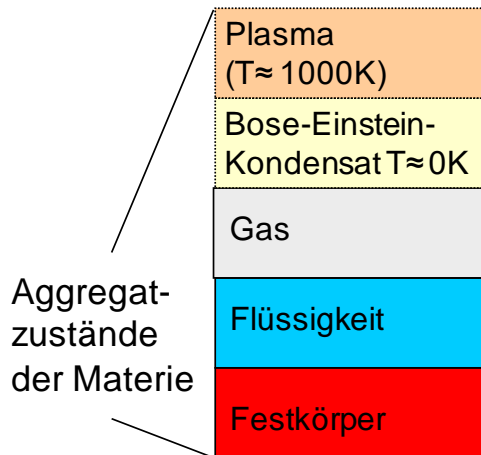 Plasma
(T≈ 1000K)
Bose-Einstein-
Kondensat T≈0K
Gas
Aggregat-
zustände
der Materie
Flüssigkeit
Festkörper